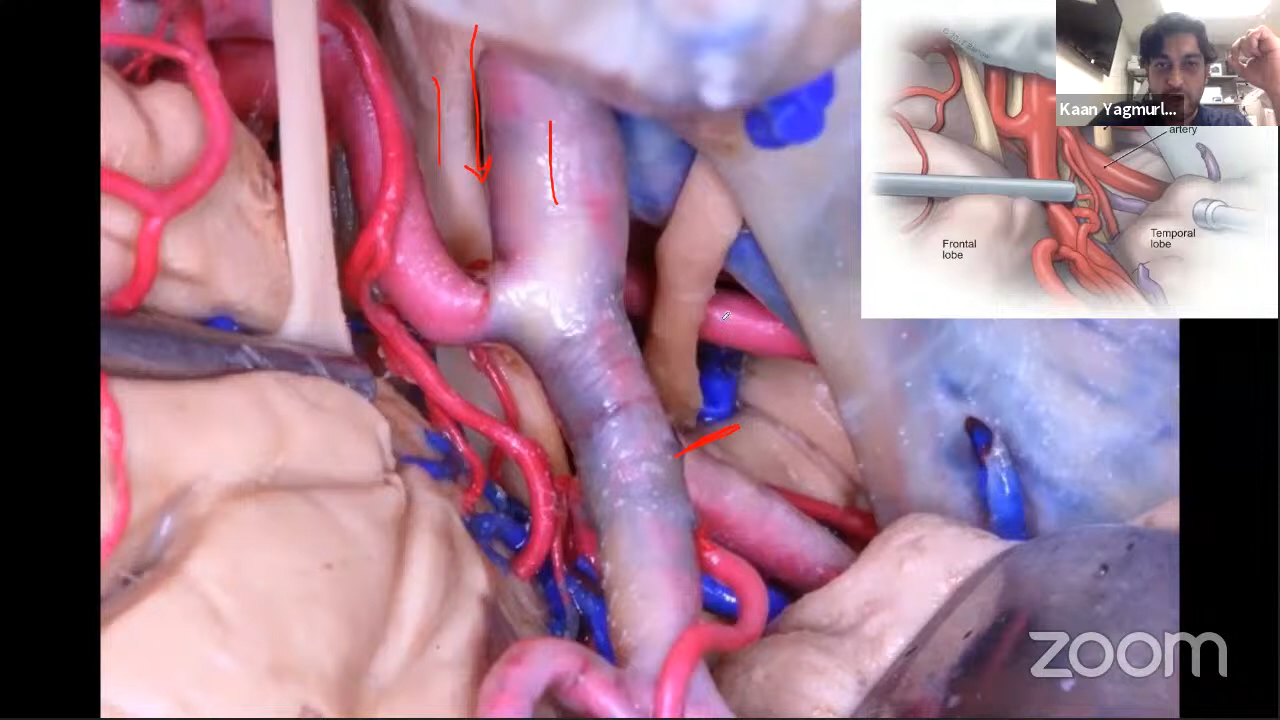 Kaan Yagmurl...
artery
Frontal
lobe
Temporal
lobe
zoom